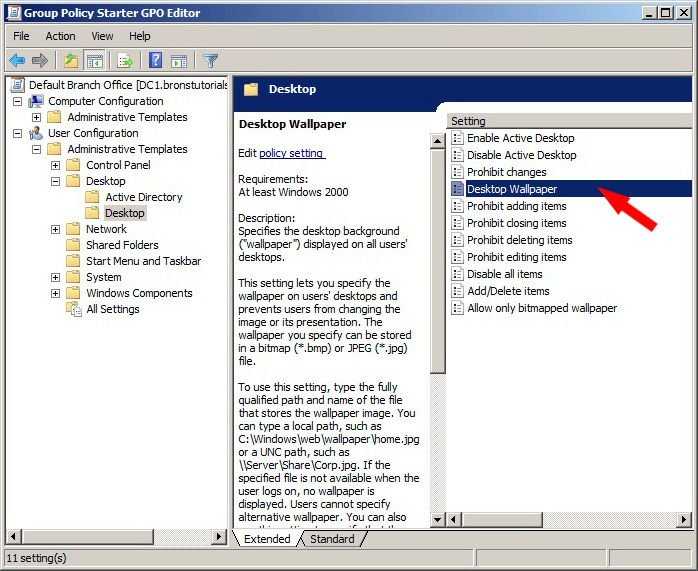 Group Policy Starter GPO Editor
File Action View Help
Default Branch Office [DC1.bronstutorials
Computer Configuration
Administrative Templates
User Configuration
Administrative Templates
Control Panel
Desktop
Active Directory
Desktop
Network
Shared Folders
Start Menu and Taskbar
System
Windows Components
All Settings
Desktop
Desktop Wallpaper
Edit policy setting
Requirements:
At least Windows 2000
Description:
Specifies the desktop background
("wallpaper") displayed on all users'
desktops.
This setting lets you specify the
wallpaper on users' desktops and
prevents users from changing the
image or its presentation. The
wallpaper you specify can be stored
in a bitmap (*.bmp) or JPEG (*.jpg)
file.
To use this setting, type the fully
qualified path and name of the file
that stores the wallpaper image. You
can type a local path, such as
C:\Windows\web\wallpaper\home.jpg
or a UNC path, such as
\\Server\Share\Corp.jpg. If the
specified file is not available when the
user logs on, no wallpaper is
displayed. Users cannot specify
alternative wallpaper. You can also
Setting
Enable Active Desktop
Disable Active Desktop
Prohibit changes
Desktop Wallpaper
Prohibit adding items
Prohibit closing items
Prohibit deleting items
Prohibit editing items
Disable all items
Add/Delete items
Allow only bitmapped wallpaper
Extended Standard
11 setting(s)